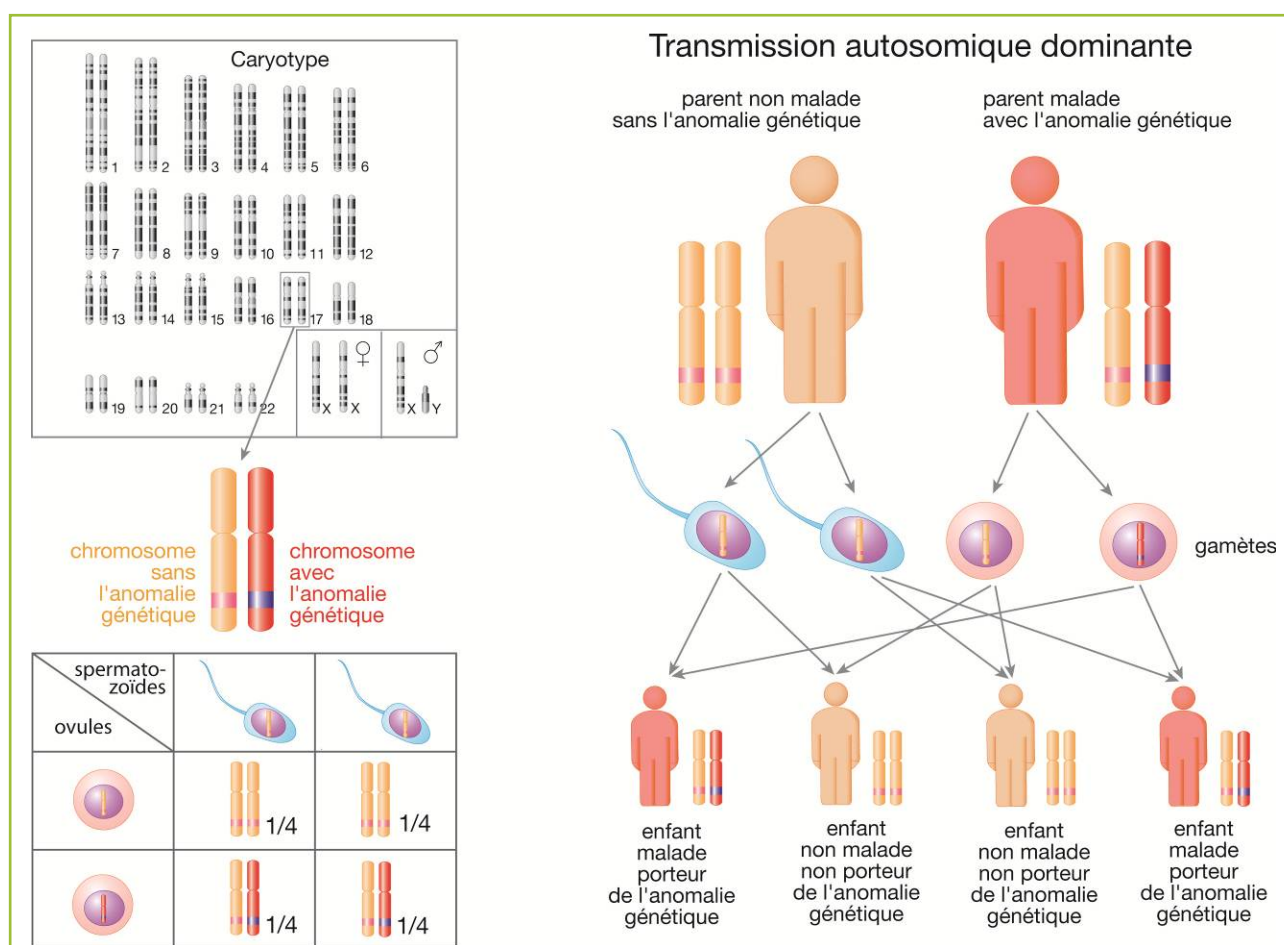 Caryotype
1 2 3 4 5 6
7 8 9 10 11 12
13 14 15 16 17 18
19 20 21 22 X X ♀ X Y ♂
chromosome
sans
l'anomalie
génétique
chromosome
avec
l'anomalie
génétique
spermato-
zoïdes
ovules
1/4 1/4
1/4 1/4
Transmission autosomique dominante
parent non malade
sans l'anomalie génétique
parent malade
avec l'anomalie génétique
gamètes
enfant
malade
porteur
de l'anomalie
génétique
enfant
non malade
non porteur
de l'anomalie
génétique
enfant
non malade
non porteur
de l'anomalie
génétique
enfant
malade
porteur
de l'anomalie
génétique